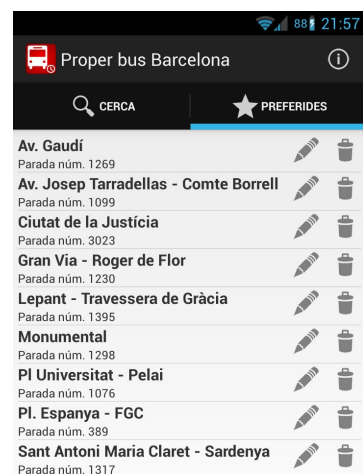 88 21:57
Proper bus Barcelona
CERCA
PREFERIDES
Av. Gaudí
Parada núm. 1269
Av. Josep Tarradellas - Comte Borrell
Parada núm. 1099
Ciutat de la Justícia
Parada núm. 3023
Gran Via - Roger de Flor
Parada núm. 1230
Lepant - Travessera de Gràcia
Parada núm. 1395
Monumental
Parada núm. 1298
Pl Universitat - Pelai
Parada núm. 1076
Pl. Espanya - FGC
Parada núm. 389
Sant Antoni Maria Claret - Sardenya
Parada núm. 1317